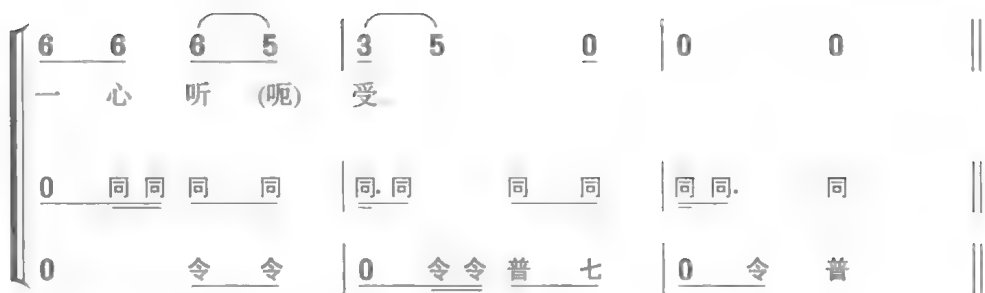 6 6 6 5 | 3 5 0 | 0 0 ‖
一 心 听 (呃) 受
0 同 同 同 同 | 同. 同 同 同 | 同 同. 同 ‖
0 令 令 | 0 令 令 普 七 | 0 令 普 ‖